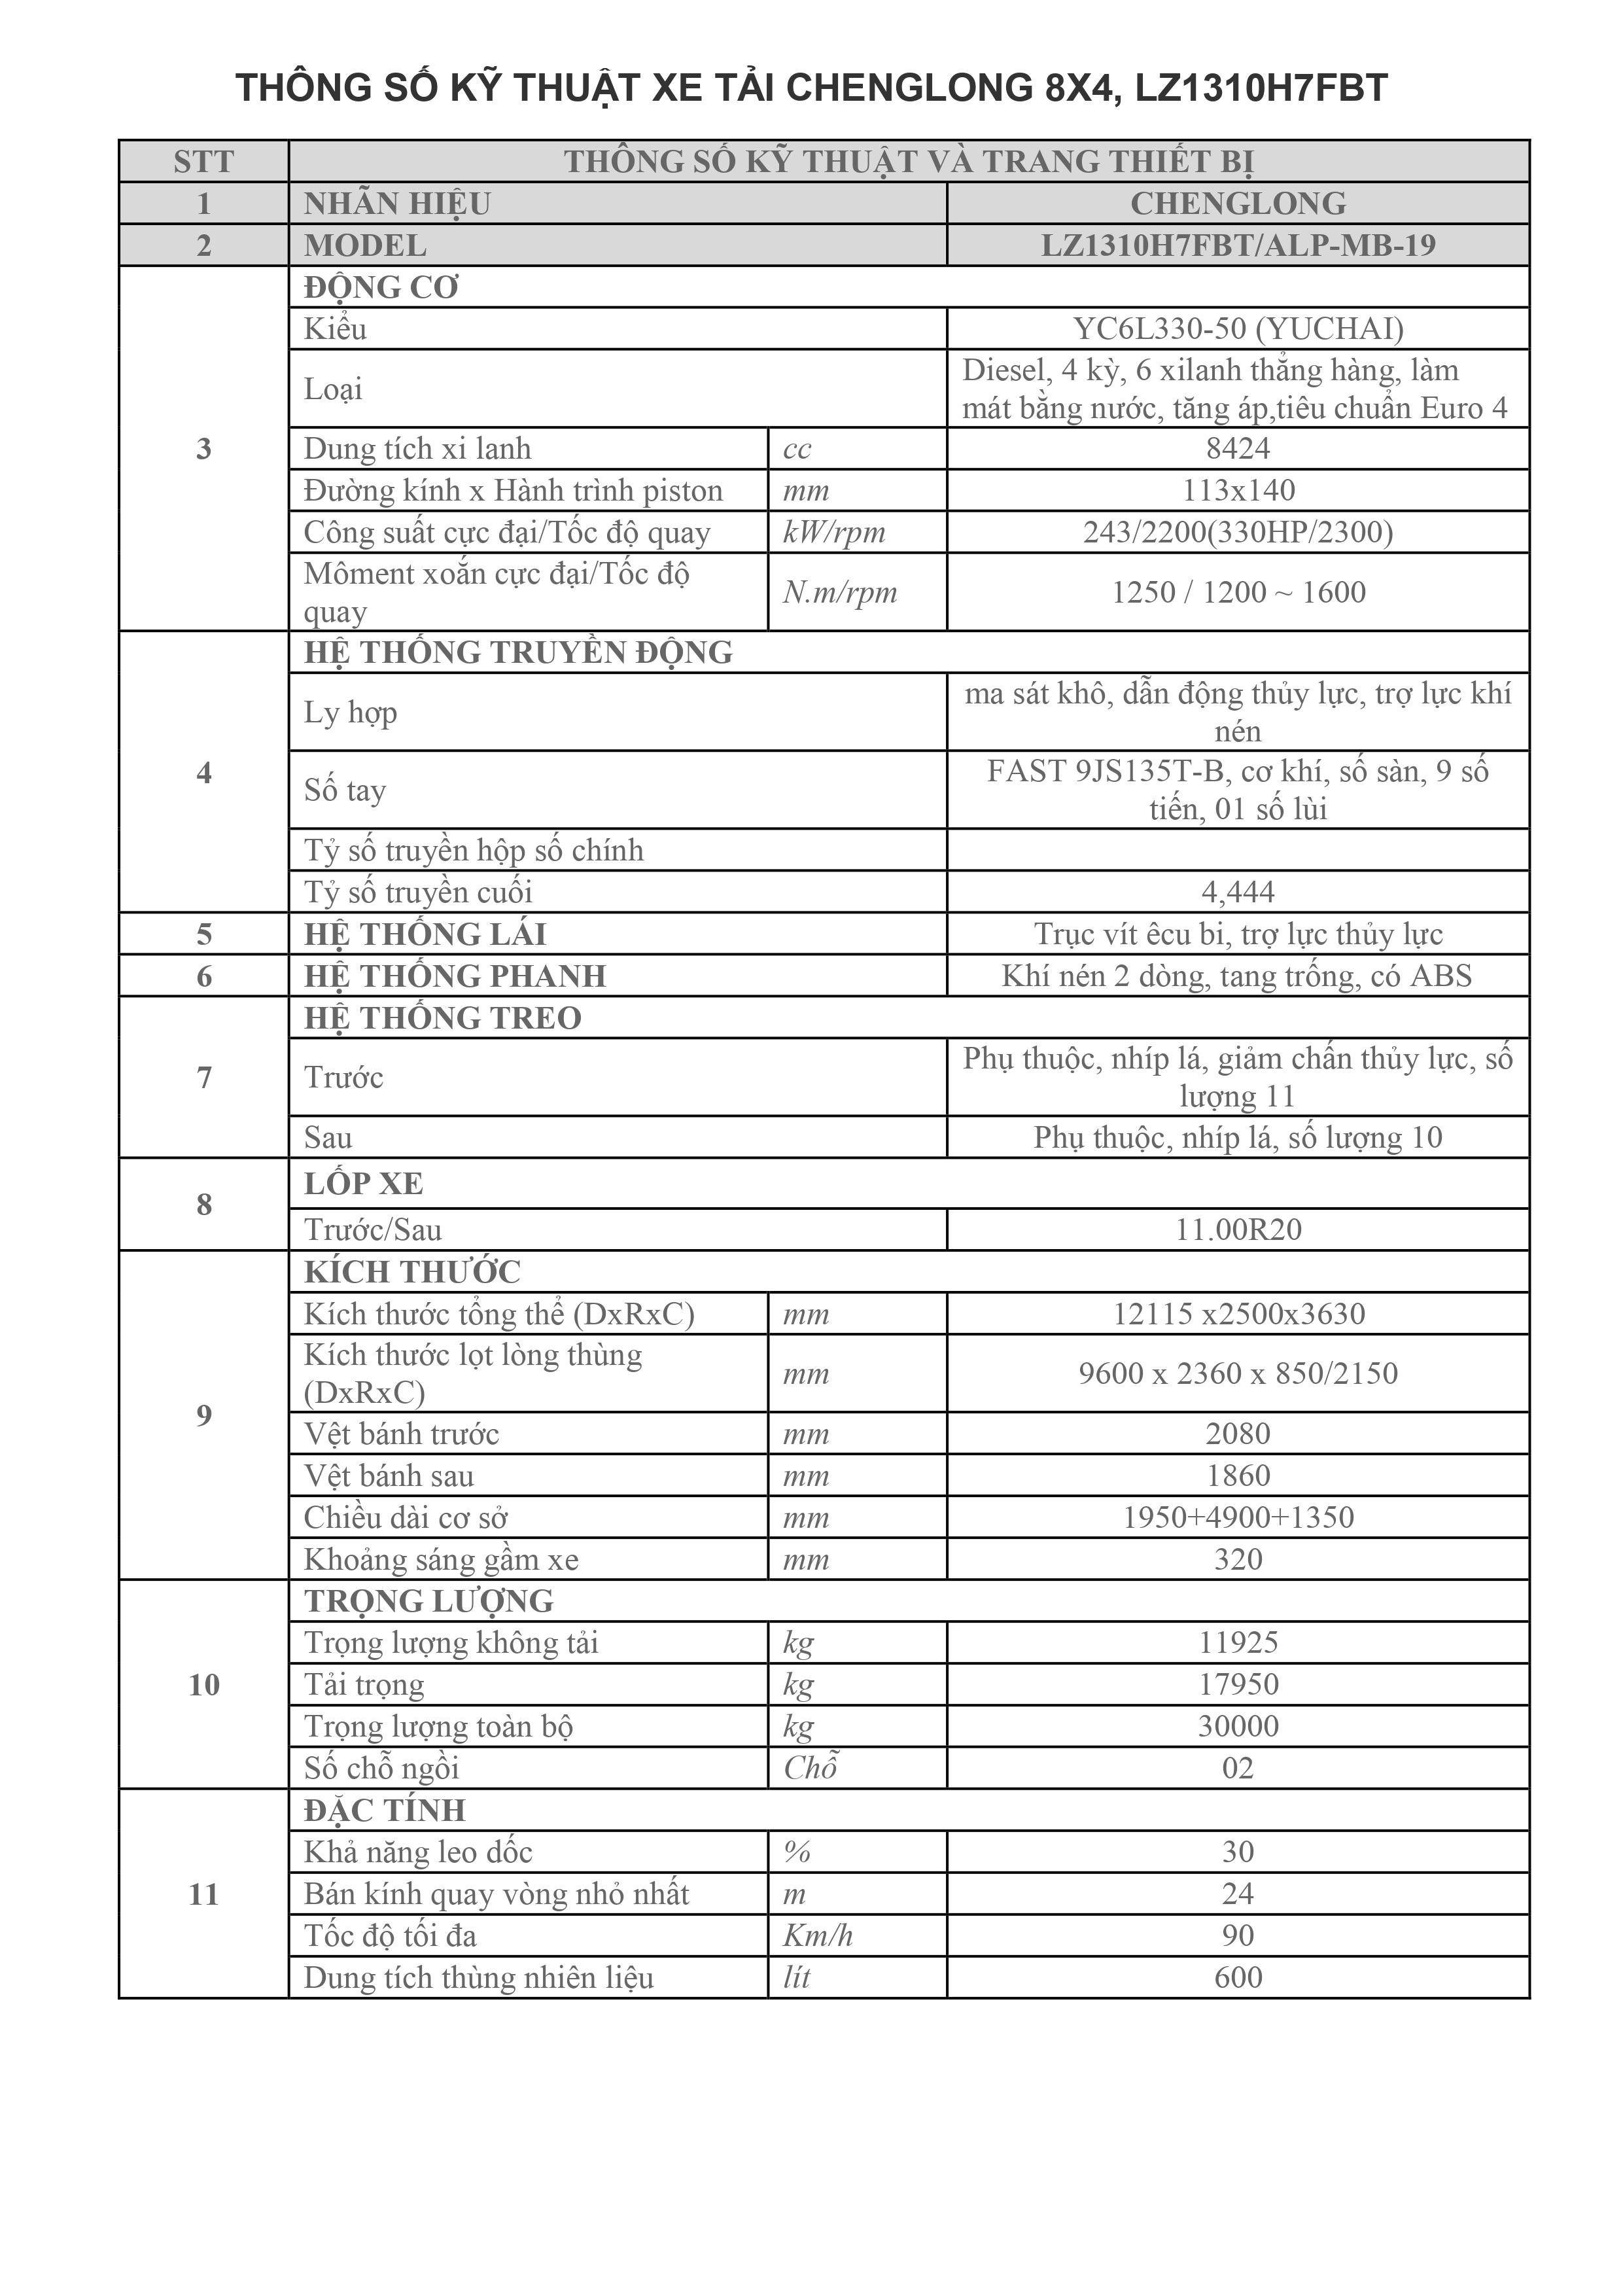 THÔNG SỐ KỸ THUẬT XE TẢI CHENGLONG 8X4, LZ1310H7FBT
STT THÔNG SỐ KỸ THUẬT VÀ TRANG THIẾT BỊ
1 NHÃN HIỆU CHENGLONG
2 MODEL LZ1310H7FBT/ALP-MB-19
3
ĐỘNG CƠ
Kiểu YC6L330-50 (YUCHAI)
Loại
Diesel, 4 kỳ, 6 xilanh thẳng hàng, làm
mát bằng nước, tăng áp,tiêu chuẩn Euro 4
Dung tích xi lanh cc 8424
Đường kính x Hành trình piston mm 113x140
Công suất cực đại/Tốc độ quay kW/rpm 243/2200(330HP/2300)
Môment xoắn cực đại/Tốc độ
quay
N.m/rpm 1250 / 1200 ~ 1600
4
HỆ THỐNG TRUYỀN ĐỘNG
Ly hợp
ma sát khô, dẫn động thủy lực, trợ lực khí
nén
Số tay
FAST 9JS135T-B, cơ khí, số sàn, 9 số
tiến, 01 số lùi
Tỷ số truyền hộp số chính
Tỷ số truyền cuối 4,444
5 HỆ THỐNG LÁI Trục vít êcu bi, trợ lực thủy lực
6 HỆ THỐNG PHANH Khí nén 2 dòng, tang trống, có ABS
7
HỆ THỐNG TREO
Trước
Phụ thuộc, nhíp lá, giảm chấn thủy lực, số
lượng 11
Sau Phụ thuộc, nhíp lá, số lượng 10
8
LỐP XE
Trước/Sau 11.00R20
9
KÍCH THƯỚC
Kích thước tổng thể (DxRxC) mm 12115 x2500x3630
Kích thước lọt lòng thùng
(DxRxC)
mm 9600 x 2360 x 850/2150
Vệt bánh trước mm 2080
Vệt bánh sau mm 1860
Chiều dài cơ sở mm 1950+4900+1350
Khoảng sáng gầm xe mm 320
10
TRỌNG LƯỢNG
Trọng lượng không tải kg 11925
Tải trọng kg 17950
Trọng lượng toàn bộ kg 30000
Số chỗ ngồi Chỗ 02
11
ĐẶC TÍNH
Khả năng leo dốc % 30
Bán kính quay vòng nhỏ nhất m 24
Tốc độ tối đa Km/h 90
Dung tích thùng nhiên liệu lít 600